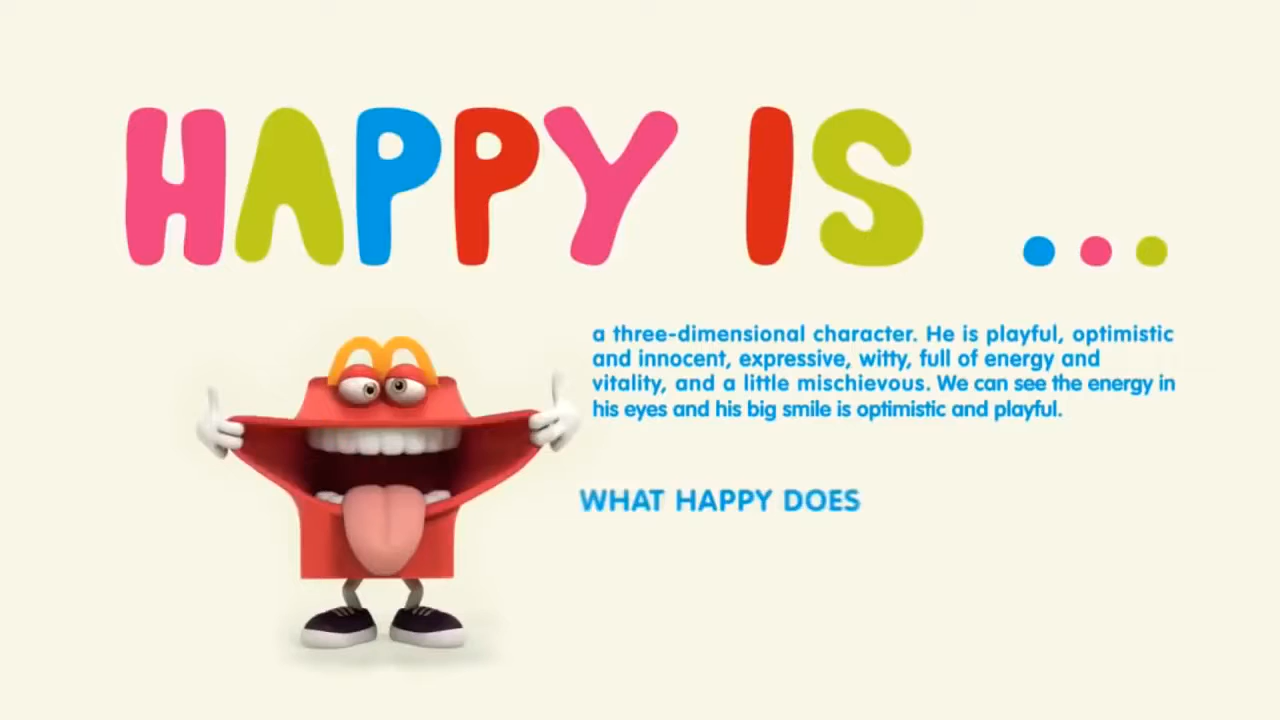 HAPPY IS ...
a three-dimensional character. He is playful, optimistic
and innocent, expressive, witty, full of energy and
vitality, and a little mischievous. We can see the energy in
his eyes and his big smile is optimistic and playful.
WHAT HAPPY DOES